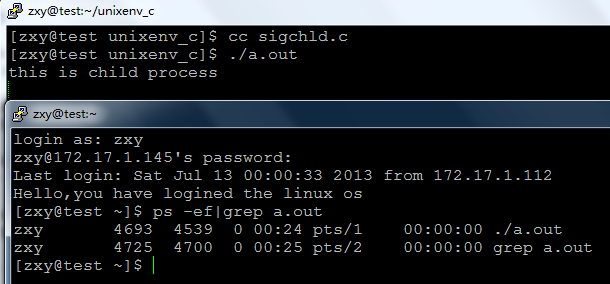 zxy@test:~/unixenv_c
[zxy@test unixenv_c]$ cc sigchld.c
[zxy@test unixenv_c]$ ./a.out
this is child process
zxy@test:~
login as: zxy
zxy@172.17.1.145's password:
Last login: Sat Jul 13 00:00:33 2013 from 172.17.1.112
Hello,you have logined the linux os
[zxy@test ~]$ ps -ef|grep a.out
zxy 4693 4539 0 00:24 pts/1 00:00:00 ./a.out
zxy 4725 4700 0 00:25 pts/2 00:00:00 grep a.out
[zxy@test ~]$